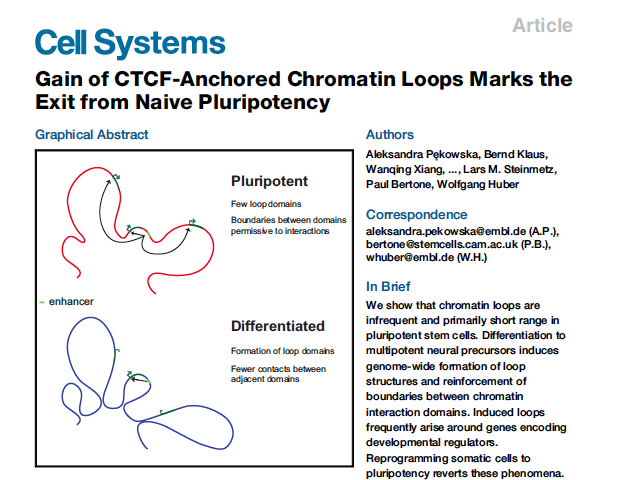 Article
Cell Systems
Gain of CTCF-Anchored Chromatin Loops Marks the
Exit from Naive Pluripotency
Graphical Abstract
Pluripotent
Few loop domains
Boundaries between domains
permissive to interactions
enhancer
Differentiated
Formation of loop domains
Fewer contacts between
adjacent domains
Authors
Aleksandra Pękowska, Bernd Klaus,
Wanqing Xiang, ..., Lars M. Steinmetz,
Paul Bertone, Wolfgang Huber
Correspondence
aleksandra.pekowska@embl.de (A.P.),
bertone@stemcells.cam.ac.uk (P.B.),
whuber@embl.de (W.H.)
In Brief
We show that chromatin loops are
infrequent and primarily short range in
pluripotent stem cells. Differentiation to
multipotent neural precursors induces
genome-wide formation of loop
structures and reinforcement of
boundaries between chromatin
interaction domains. Induced loops
frequently arise around genes encoding
developmental regulators.
Reprogramming somatic cells to
pluripotency reverts these phenomena.